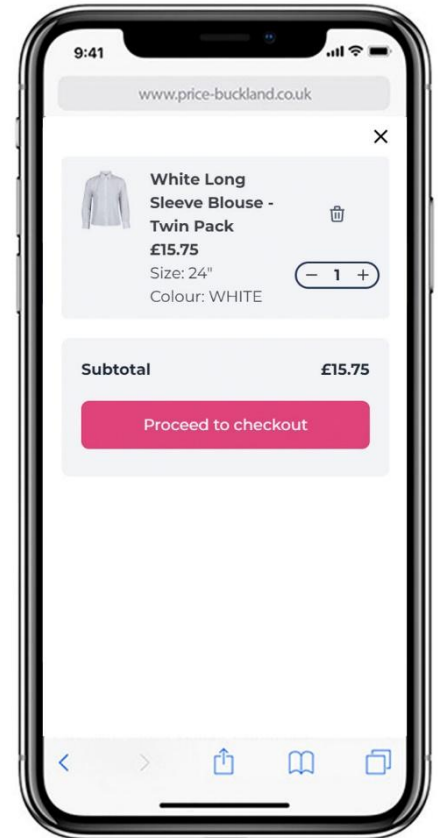 9:41
www.price-buckland.co.uk
White Long
Sleeve Blouse -
Twin Pack
£15.75
Size: 24"
Colour: WHITE
− 1 +
Subtotal £15.75
Proceed to checkout